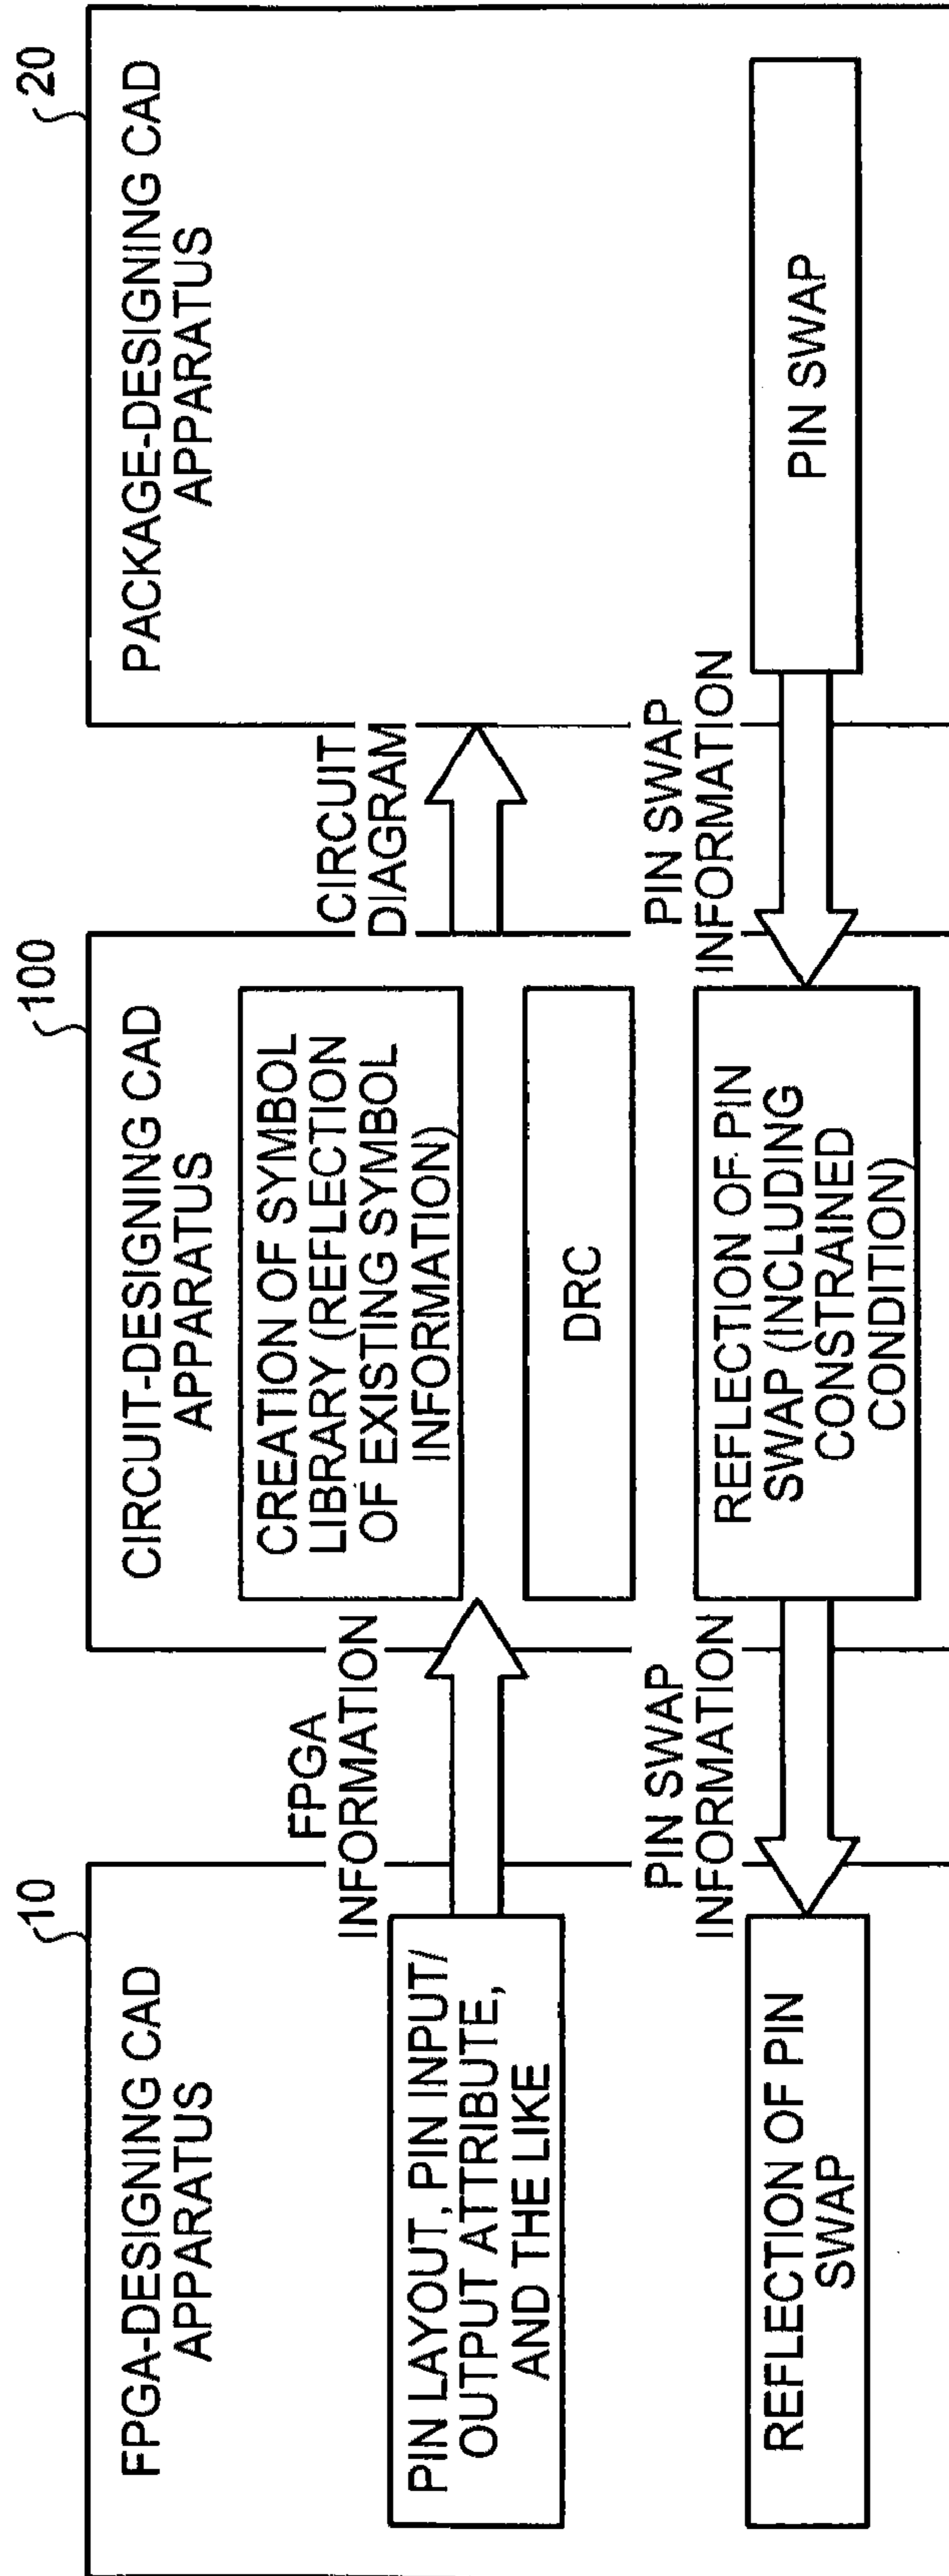 10
FPGA-DESIGNING CAD
APPARATUS
PIN LAYOUT, PIN INPUT/
OUTPUT ATTRIBUTE,
AND THE LIKE
REFLECTION OF PIN
SWAP
FPGA
INFORMATION
PIN SWAP
INFORMATION
100
CIRCUIT-DESIGNING CAD
APPARATUS
CREATION OF SYMBOL
LIBRARY (REFLECTION
OF EXISTING SYMBOL
INFORMATION)
DRC
REFLECTION OF PIN
SWAP (INCLUDING
CONSTRAINED
CONDITION)
CIRCUIT
DIAGRAM
PIN SWAP
INFORMATION
20
PACKAGE-DESIGNING CAD
APPARATUS
PIN SWAP